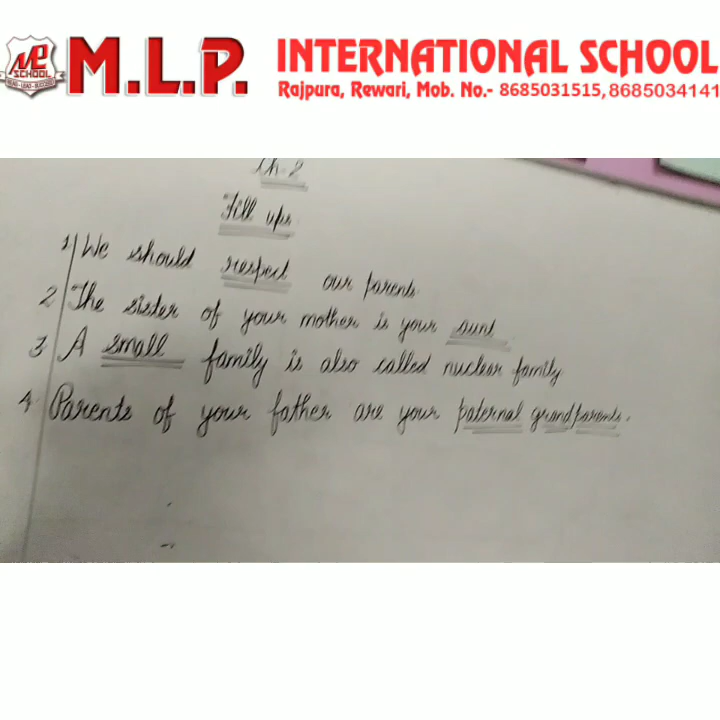 MLP
SCHOOL
M.L.P. INTERNATIONAL SCHOOL
Rajpura, Rewari, Mob. No.- 8685031515, 8685034141
Ch-2
Fill ups
1) We should respect our parents
2 The sister of your mother is your aunt
3 A small family is also called nuclear family
4 Parents of your father are your paternal grandparents.